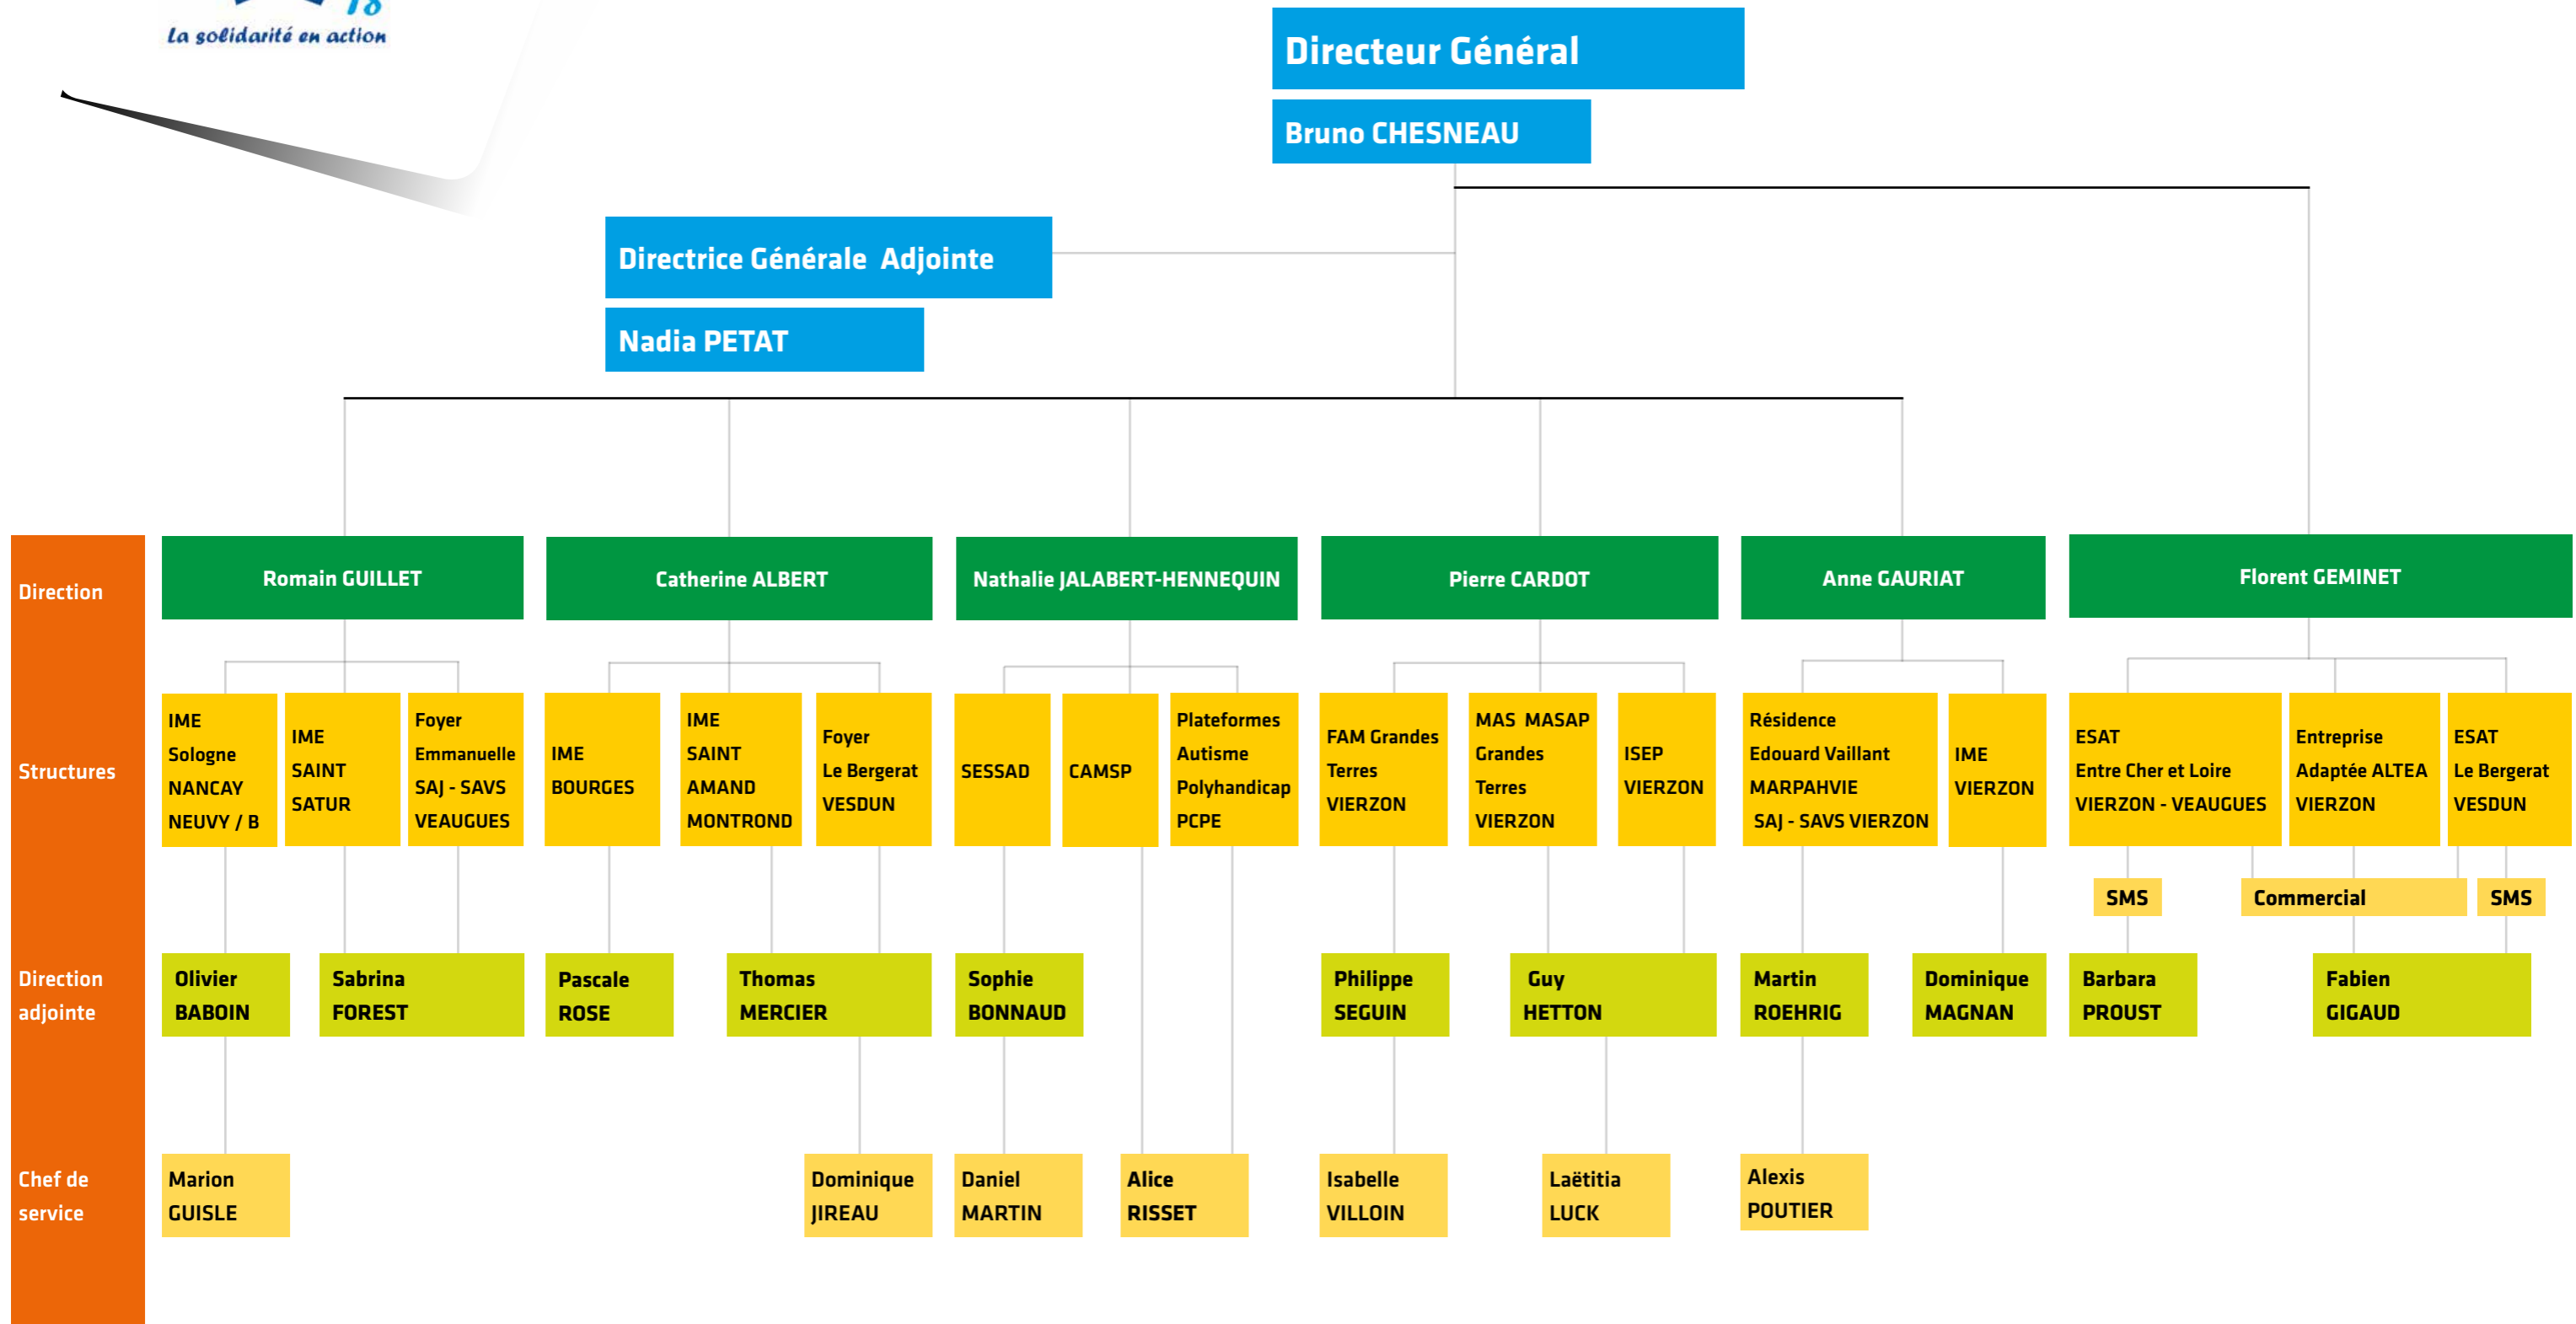 18
La solidarité en action
Directeur Général
Bruno CHESNEAU
Directrice Générale Adjointe
Nadia PETAT
Direction
Romain GUILLET
Catherine ALBERT
Nathalie JALABERT-HENNEQUIN
Pierre CARDOT
Anne GAURIAT
Florent GEMINET
Structures
IME
Sologne
NANCAY
NEUVY / B
IME
SAINT
SATUR
Foyer
Emmanuelle
SAJ - SAVS
VEAUGUES
IME
BOURGES
IME
SAINT
AMAND
MONTROND
Foyer
Le Bergerat
VESDUN
SESSAD
CAMSP
Plateformes
Autisme
Polyhandicap
PCPE
FAM Grandes
Terres
VIERZON
MAS MASAP
Grandes
Terres
VIERZON
ISEP
VIERZON
Résidence
Edouard Vaillant
MARPAHVIE
SAJ - SAVS VIERZON
IME
VIERZON
ESAT
Entre Cher et Loire
VIERZON - VEAUGUES
Entreprise
Adaptée ALTEA
VIERZON
ESAT
Le Bergerat
VESDUN
SMS
Commercial
SMS
Direction
adjointe
Olivier
BABOIN
Sabrina
FOREST
Pascale
ROSE
Thomas
MERCIER
Sophie
BONNAUD
Philippe
SEGUIN
Guy
HETTON
Martin
ROEHRIG
Dominique
MAGNAN
Barbara
PROUST
Fabien
GIGAUD
Chef de
service
Marion
GUISLE
Dominique
JIREAU
Daniel
MARTIN
Alice
RISSET
Isabelle
VILLOIN
Laëtitia
LUCK
Alexis
POUTIER